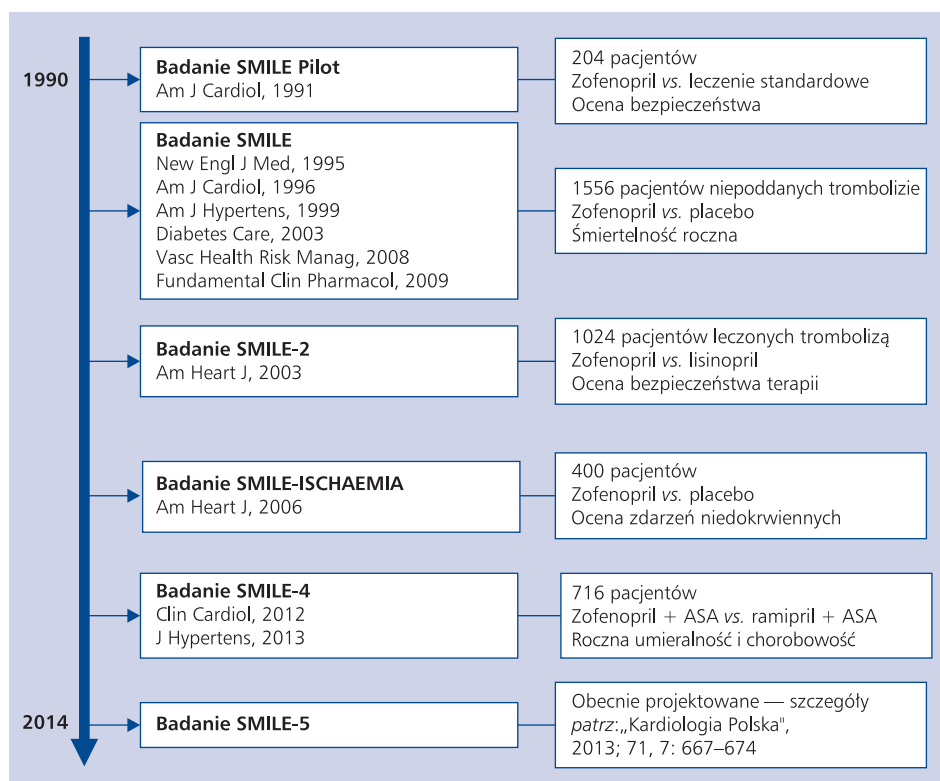 1990
Badanie SMILE Pilot
Am J Cardiol, 1991
204 pacjentów
Zofenopril vs. leczenie standardowe
Ocena bezpieczeństwa
Badanie SMILE
New Engl J Med, 1995
Am J Cardiol, 1996
Am J Hypertens, 1999
Diabetes Care, 2003
Vasc Health Risk Manag, 2008
Fundamental Clin Pharmacol, 2009
1556 pacjentów niepoddanych trombolizie
Zofenopril vs. placebo
Śmiertelność roczna
Badanie SMILE-2
Am Heart J, 2003
1024 pacjentów leczonych trombolizą
Zofenopril vs. lisinopril
Ocena bezpieczeństwa terapii
Badanie SMILE-ISCHAEMIA
Am Heart J, 2006
400 pacjentów
Zofenopril vs. placebo
Ocena zdarzeń niedokrwiennych
Badanie SMILE-4
Clin Cardiol, 2012
J Hypertens, 2013
716 pacjentów
Zofenopril + ASA vs. ramipril + ASA
Roczna umieralność i chorobowość
2014
Badanie SMILE-5
Obecnie projektowane — szczegóły
patrz:„Kardiologia Polska",
2013; 71, 7: 667–674